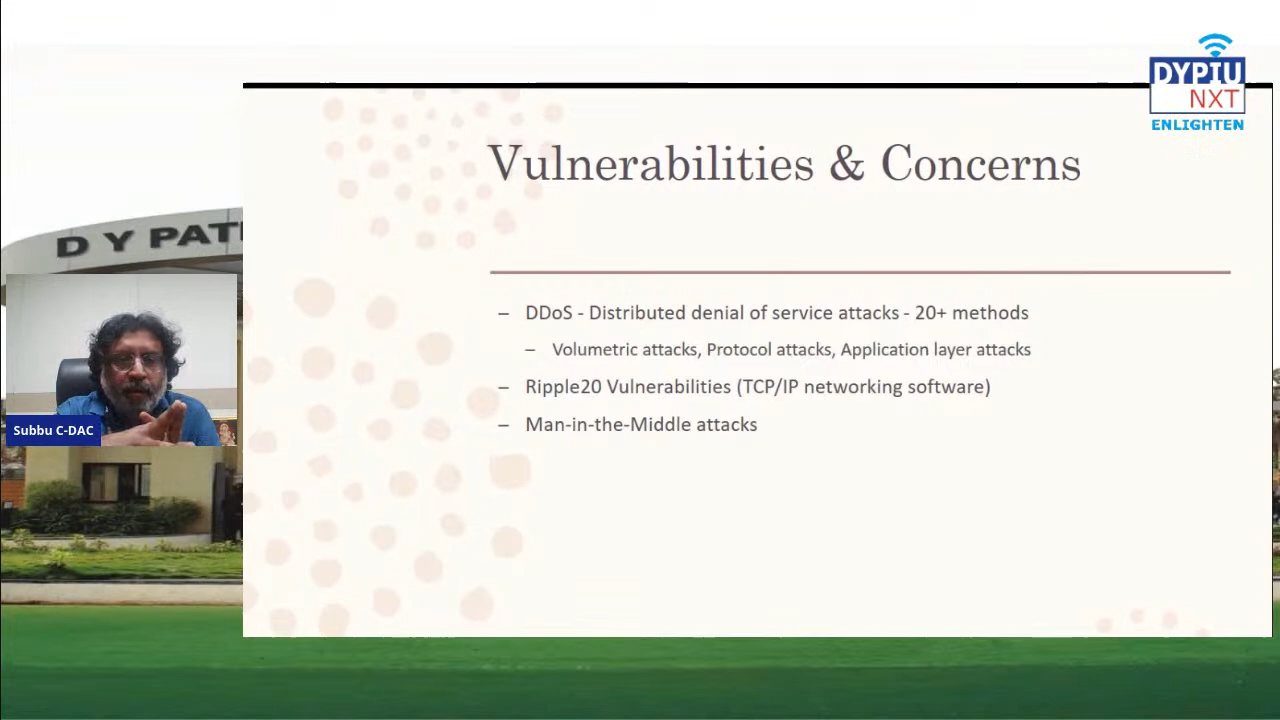 DYPIU
NXT
ENLIGHTEN
Vulnerabilities & Concerns
D Y PATI
– DDoS - Distributed denial of service attacks - 20+ methods
– Volumetric attacks, Protocol attacks, Application layer attacks
– Ripple20 Vulnerabilities (TCP/IP networking software)
– Man-in-the-Middle attacks
Subbu C-DAC